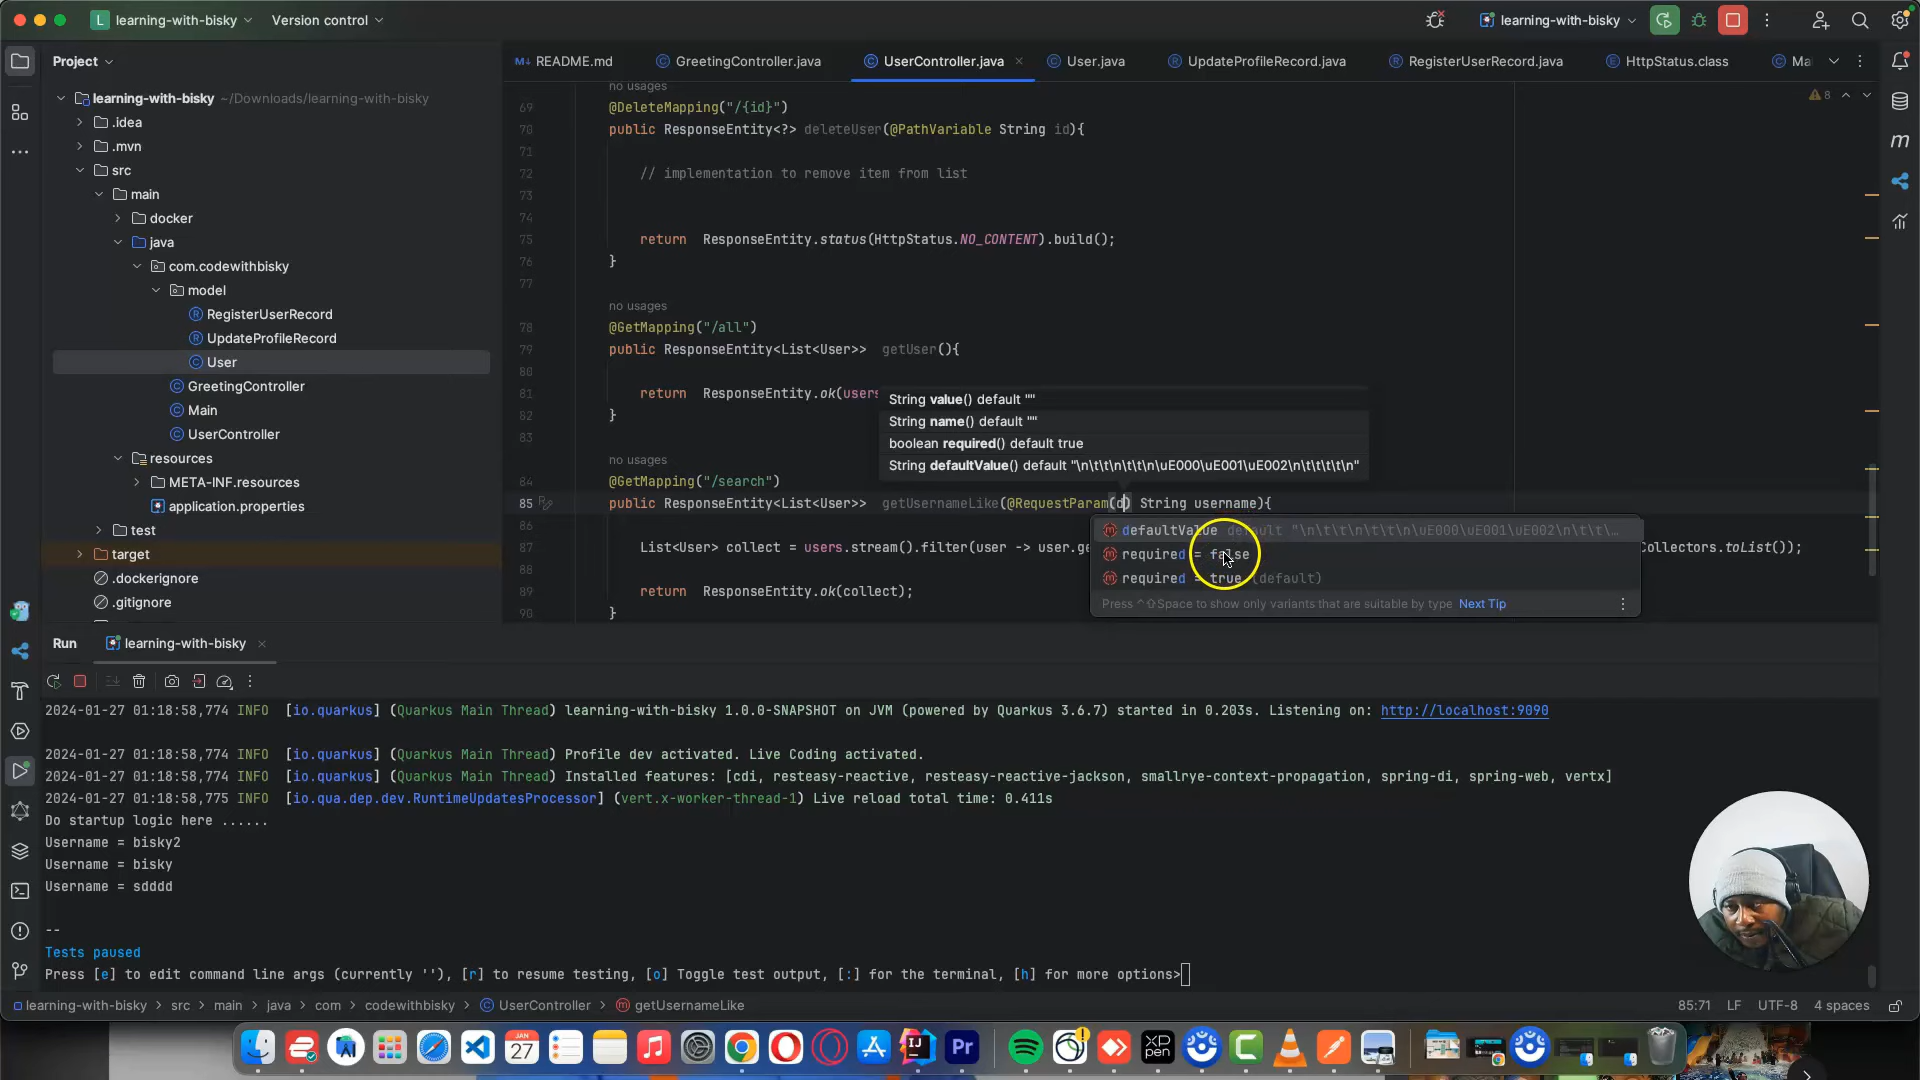 L learning-with-bisky
Version control
learning-with-bisky
Project
README.md
GreetingController.java
UserController.java
User.java
UpdateProfileRecord.java
RegisterUserRecord.java
HttpStatus.class
Ma
learning-with-bisky ~/Downloads/learning-with-bisky
.idea
.mvn
src
main
docker
java
com.codewithbisky
model
RegisterUserRecord
UpdateProfileRecord
User
GreetingController
Main
UserController
resources
META-INF.resources
application.properties
test
target
.dockerignore
.gitignore
8
no usages
69 @DeleteMapping("/{id}")
70 public ResponseEntity<?> deleteUser(@PathVariable String id){
71
72 // implementation to remove item from list
73
74
75 return ResponseEntity.status(HttpStatus.NO_CONTENT).build();
76 }
77
no usages
78 @GetMapping("/all")
79 public ResponseEntity<List<User>> getUser(){
80
81 return ResponseEntity.ok(users
82 }
83
no usages
84 @GetMapping("/search")
85 public ResponseEntity<List<User>> getUsernameLike(@RequestParam(d) String username){
86
87 List<User> collect = users.stream().filter(user -> user.ge
Collectors.toList());
88
89 return ResponseEntity.ok(collect);
90 }
String value() default ""
String name() default ""
boolean required() default true
String defaultValue() default "\n\t\t\n\t\t\n\uE000\uE001\uE002\n\t\t\t\t\n"
defaultValue default "\n\t\t\n\t\t\n\uE000\uE001\uE002\n\t\t\...
required = false
required = true (default)
Press ^⇧Space to show only variants that are suitable by type Next Tip
Run
learning-with-bisky
2024-01-27 01:18:58,774 INFO [io.quarkus] (Quarkus Main Thread) learning-with-bisky 1.0.0-SNAPSHOT on JVM (powered by Quarkus 3.6.7) started in 0.203s. Listening on: http://localhost:9090
2024-01-27 01:18:58,774 INFO [io.quarkus] (Quarkus Main Thread) Profile dev activated. Live Coding activated.
2024-01-27 01:18:58,774 INFO [io.quarkus] (Quarkus Main Thread) Installed features: [cdi, resteasy-reactive, resteasy-reactive-jackson, smallrye-context-propagation, spring-di, spring-web, vertx]
2024-01-27 01:18:58,775 INFO [io.qua.dep.dev.RuntimeUpdatesProcessor] (vert.x-worker-thread-1) Live reload total time: 0.411s
Do startup logic here ......
Username = bisky2
Username = bisky
Username = sdddd
--
Tests paused
Press [e] to edit command line args (currently ''), [r] to resume testing, [o] Toggle test output, [:] for the terminal, [h] for more options>
learning-with-bisky > src > main > java > com > codewithbisky > UserController > getUsernameLike
85:71 LF UTF-8 4 spaces
JAN
27
IJ
Pr
XP
PEN